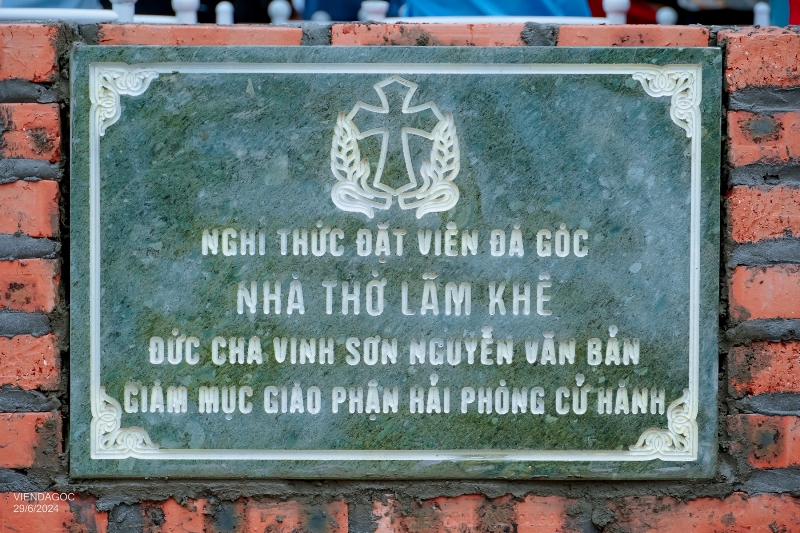 NGHI THỨC ĐẶT VIÊN ĐÁ GÓC
NHÀ THỜ LÃM KHÊ
ĐỨC CHA VINH SƠN NGUYỄN VĂN BẢN
GIÁM MỤC GIÁO PHẬN HẢI PHÒNG CỬ HÀNH
VIENDAGOC
29/6/2024